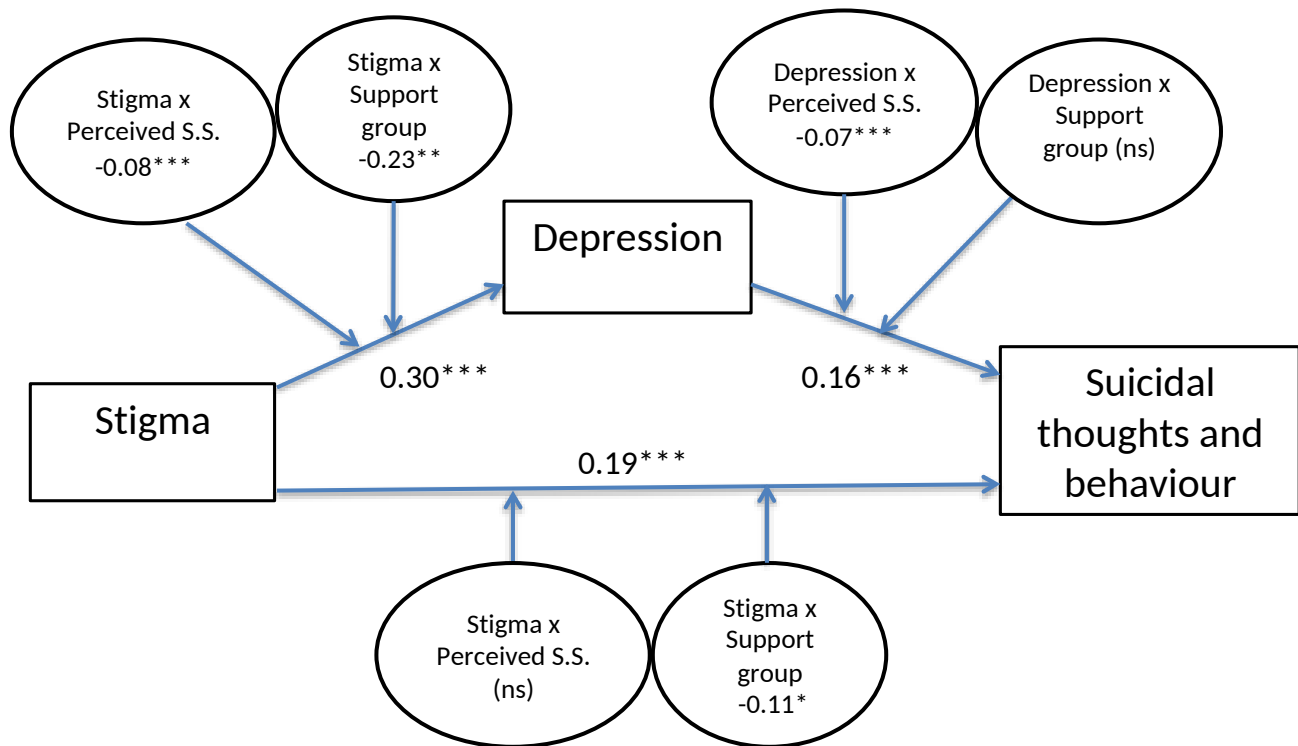 Stigma x
Perceived S.S.
-0.08***
Stigma x
Support
group
-0.23**
Depression x
Perceived S.S.
-0.07***
Depression x
Support
group (ns)
Depression
0.30***
0.16***
Stigma
0.19***
Suicidal
thoughts and
behaviour
Stigma x
Perceived S.S.
(ns)
Stigma x
Support
group
-0.11*